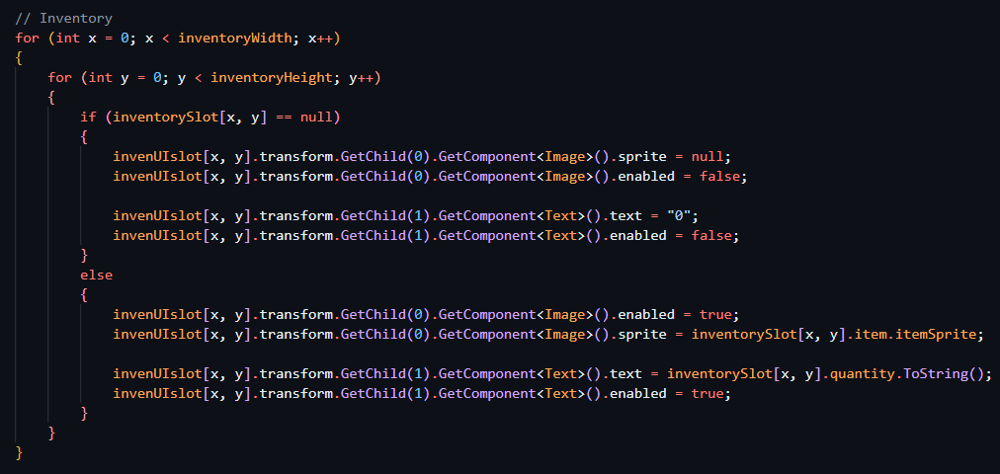 // Inventory
for (int x = 0; x < inventoryWidth; x++)
{
    for (int y = 0; y < inventoryHeight; y++)
    {
        if (inventorySlot[x, y] == null)
        {
            invenUIslot[x, y].transform.GetChild(0).GetComponent<Image>().sprite = null;
            invenUIslot[x, y].transform.GetChild(0).GetComponent<Image>().enabled = false;

            invenUIslot[x, y].transform.GetChild(1).GetComponent<Text>().text = "0";
            invenUIslot[x, y].transform.GetChild(1).GetComponent<Text>().enabled = false;
        }
        else
        {
            invenUIslot[x, y].transform.GetChild(0).GetComponent<Image>().enabled = true;
            invenUIslot[x, y].transform.GetChild(0).GetComponent<Image>().sprite = inventorySlot[x, y].item.itemSprite;

            invenUIslot[x, y].transform.GetChild(1).GetComponent<Text>().text = inventorySlot[x, y].quantity.ToString();
            invenUIslot[x, y].transform.GetChild(1).GetComponent<Text>().enabled = true;
        }
    }
}